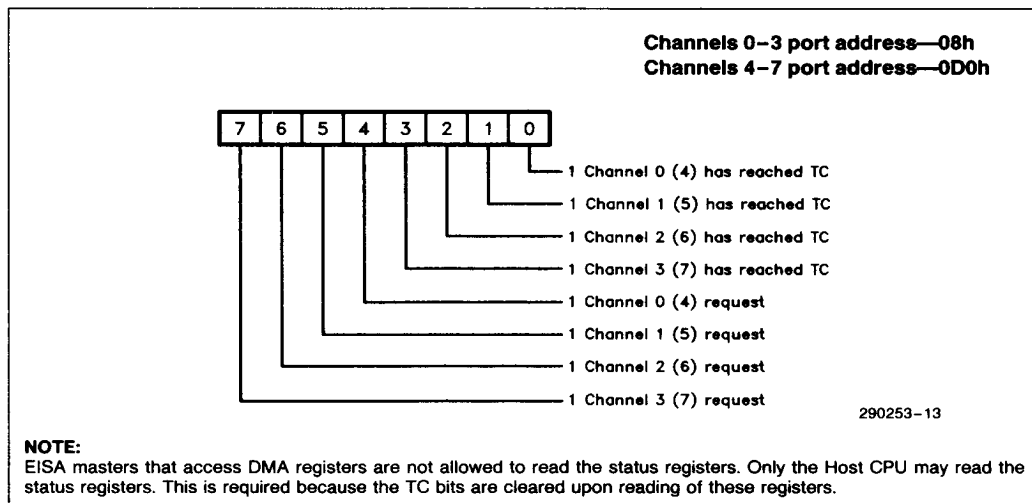 Channels 0–3 port address—08h
Channels 4–7 port address—0D0h
7 6 5 4 3 2 1 0
1 Channel 0 (4) has reached TC
1 Channel 1 (5) has reached TC
1 Channel 2 (6) has reached TC
1 Channel 3 (7) has reached TC
1 Channel 0 (4) request
1 Channel 1 (5) request
1 Channel 2 (6) request
1 Channel 3 (7) request
290253–13
NOTE:
EISA masters that access DMA registers are not allowed to read the status registers. Only the Host CPU may read the
status registers. This is required because the TC bits are cleared upon reading of these registers.